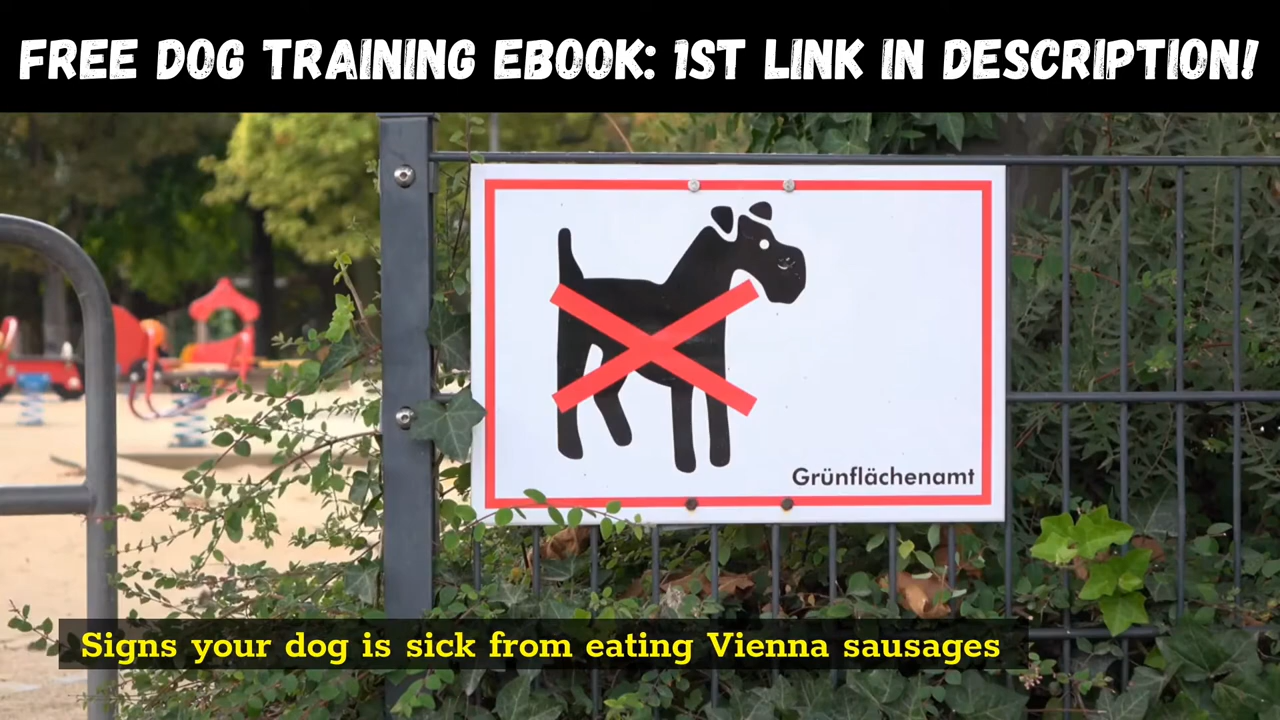 FREE DOG TRAINING EBOOK: 1ST LINK IN DESCRIPTION!
Grünflächenamt
Signs your dog is sick from eating Vienna sausages